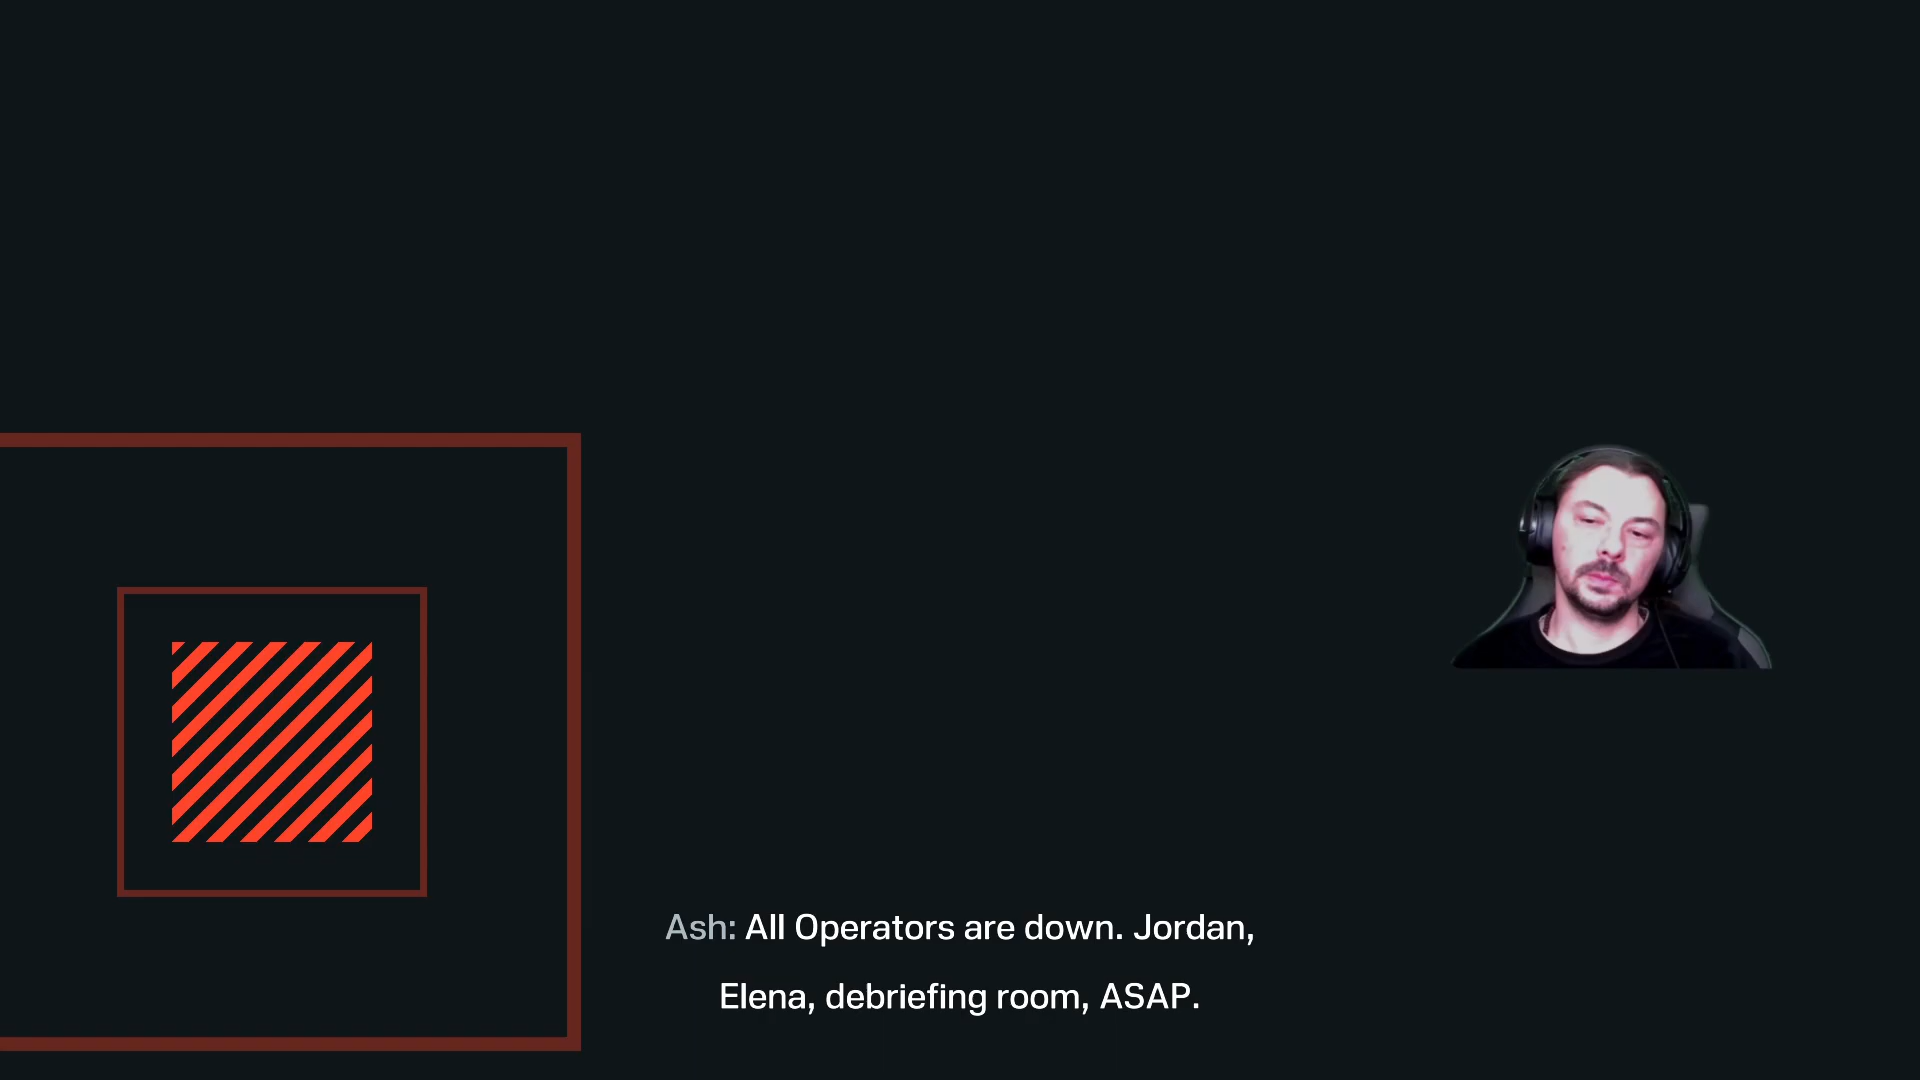 Ash: All Operators are down. Jordan,
Elena, debriefing room, ASAP.